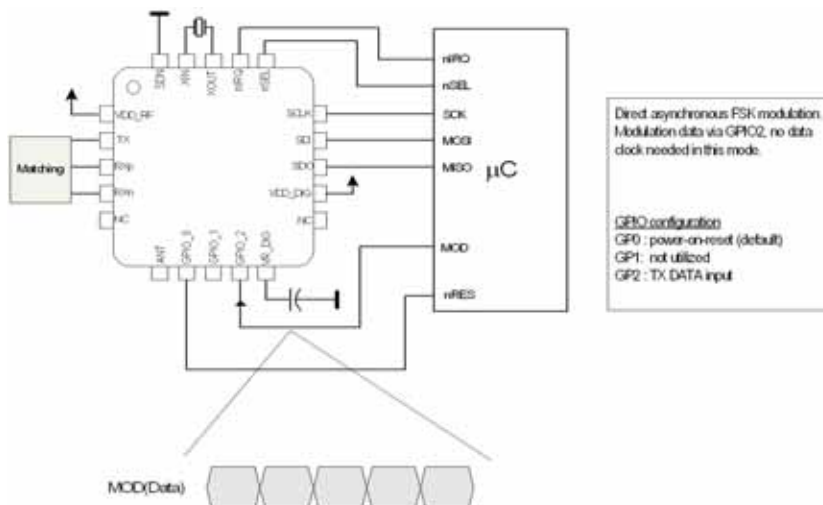 SDN
XIN
XOUT
nIRQ
nSEL
VDD_RF
TX
RXp
RXn
NC
SCLK
SDI
SDO
VDD_DIG
NC
ANT
GPIO_0
GPIO_1
GPIO_2
VR_DIG
Matching
nIRQ
nSEL
SCK
MOSI
MISO
μC
MOD
nRES
Direct asynchronous FSK modulation.
Modulation data via GPIO2, no data
clock needed in this mode.
GPIO configuration
GP0 : power-on-reset (default)
GP1: not utilized
GP2 : TX DATA input
MOD(Data)